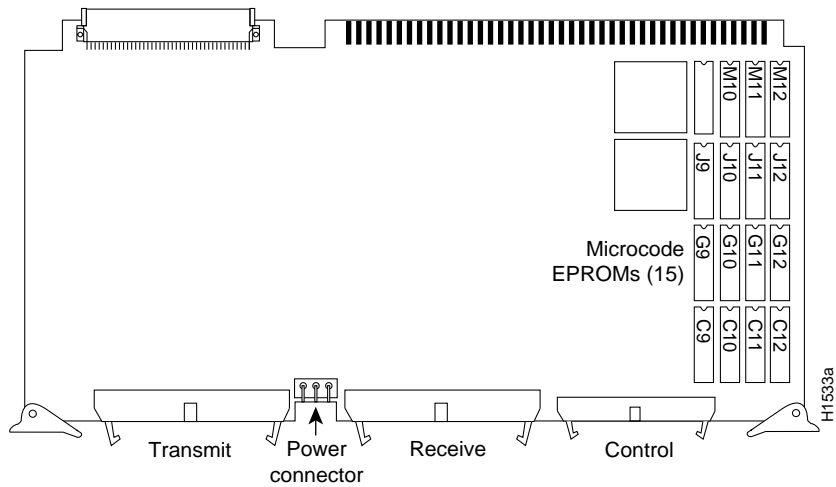 M10 M11 M12
J9 J10 J11 J12
Microcode
EPROMs (15)
G9 G10 G11 G12
C9 C10 C11 C12
H1533a
Transmit
Power
connector
Receive
Control